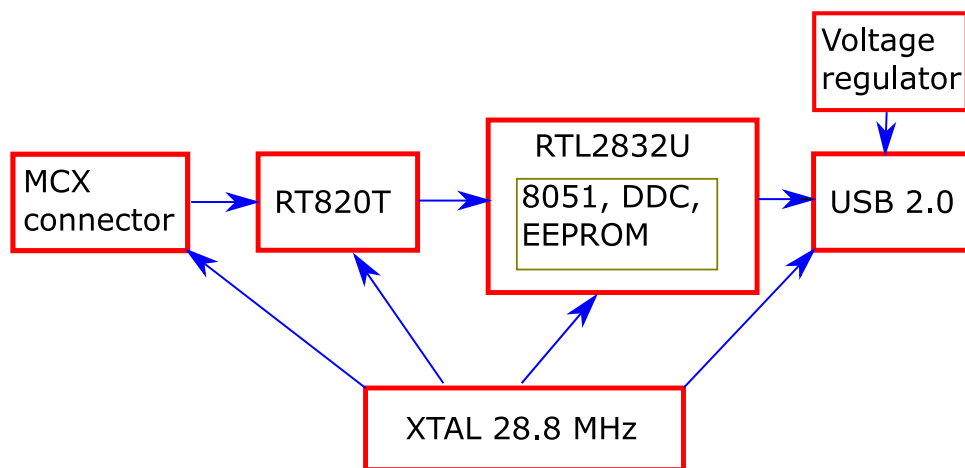 Voltage
regulator
MCX
connector
RT820T
RTL2832U
8051, DDC,
EEPROM
USB 2.0
XTAL 28.8 MHz